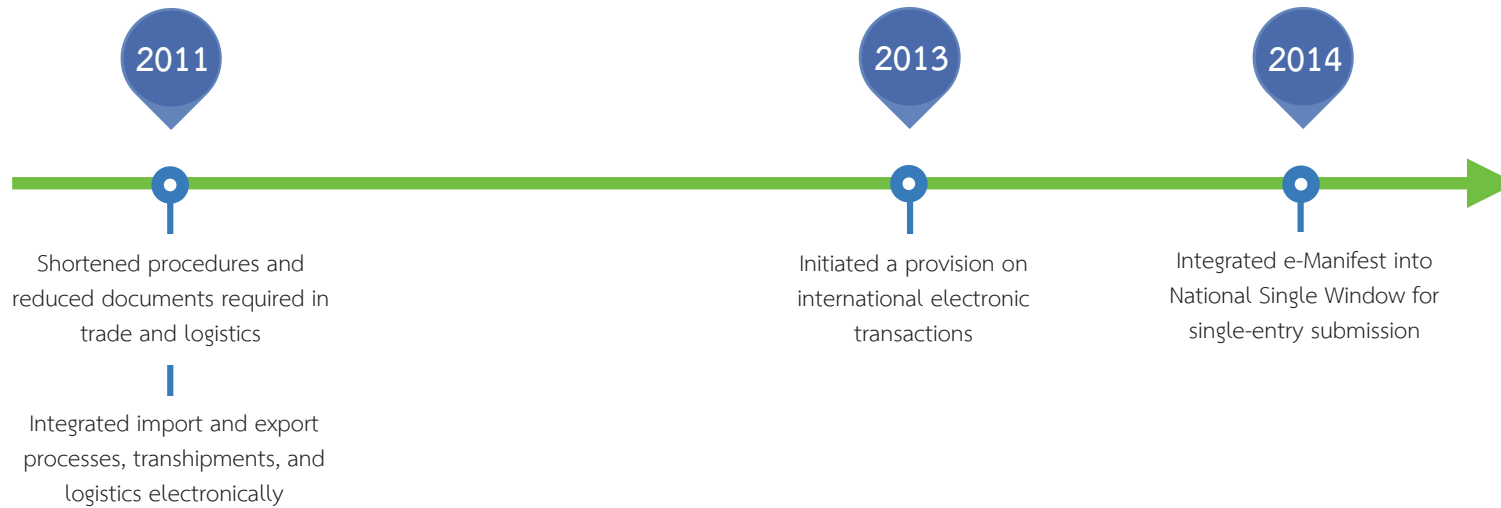 2011
2013
2014
Shortened procedures and
reduced documents required in
trade and logistics
Integrated import and export
processes, transhipments, and
logistics electronically
Initiated a provision on
international electronic
transactions
Integrated e-Manifest into
National Single Window for
single-entry submission